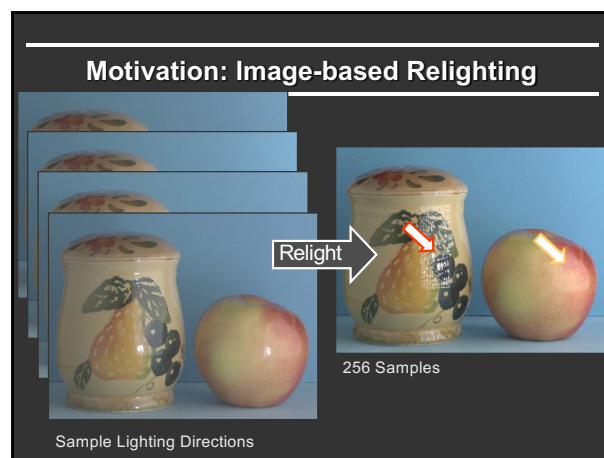 Motivation: Image-based Relighting
Relight
256 Samples
Sample Lighting Directions